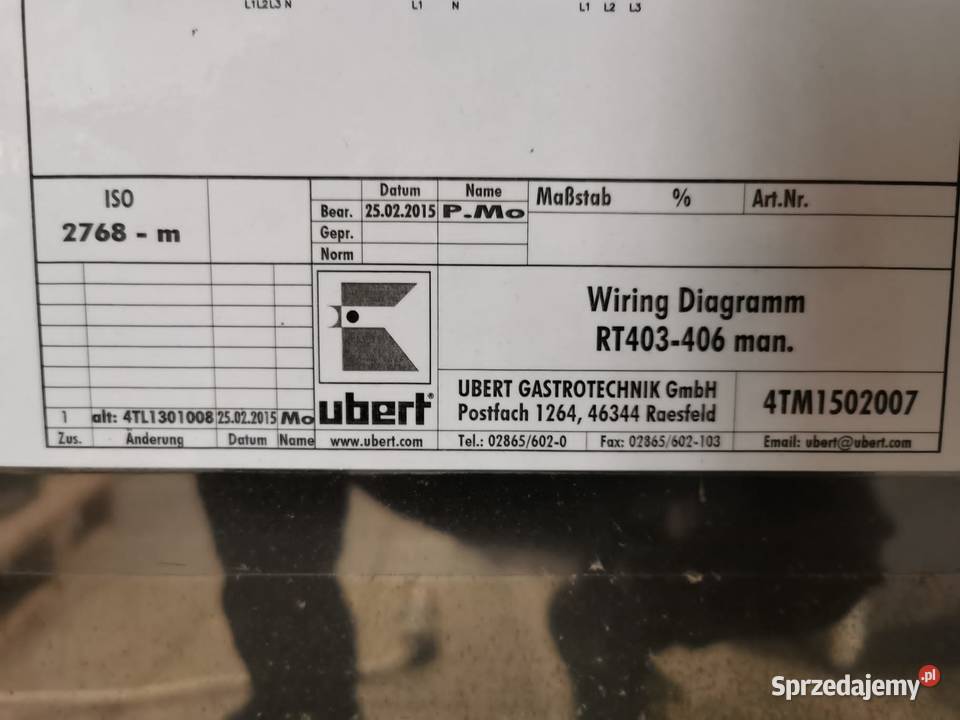 L1L2L3 N L1 N L1 L2 L3
ISO
2768 - m
Datum Name
Bear. 25.02.2015 P.Mo
Gepr.
Norm
Maßstab % Art.Nr.
Wiring Diagramm
RT403-406 man.
ubert®
www.ubert.com
UBERT GASTROTECHNIK GmbH
Postfach 1264, 46344 Raesfeld
4TM1502007
Tel.: 02865/602-0 Fax: 02865/602-103 Email: ubert@ubert.com
1 alt: 4TL1301008 25.02.2015 Mo
Zus. Änderung Datum Name
Sprzedajemy.pl